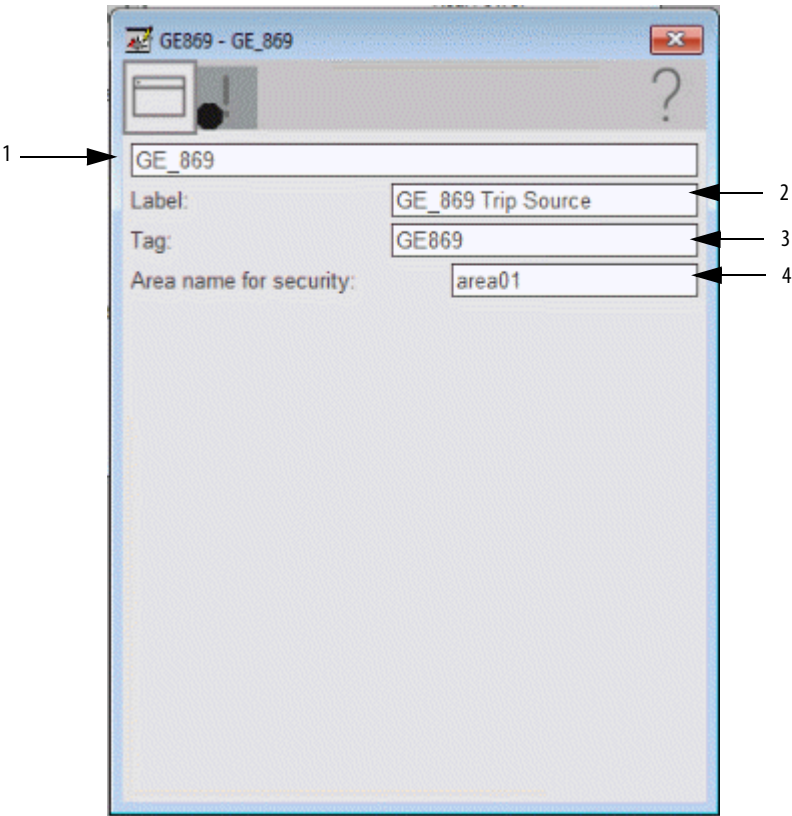 GE869 - GE_869
?
1
GE_869
Label:
GE_869 Trip Source
2
Tag:
GE869
3
Area name for security:
area01
4